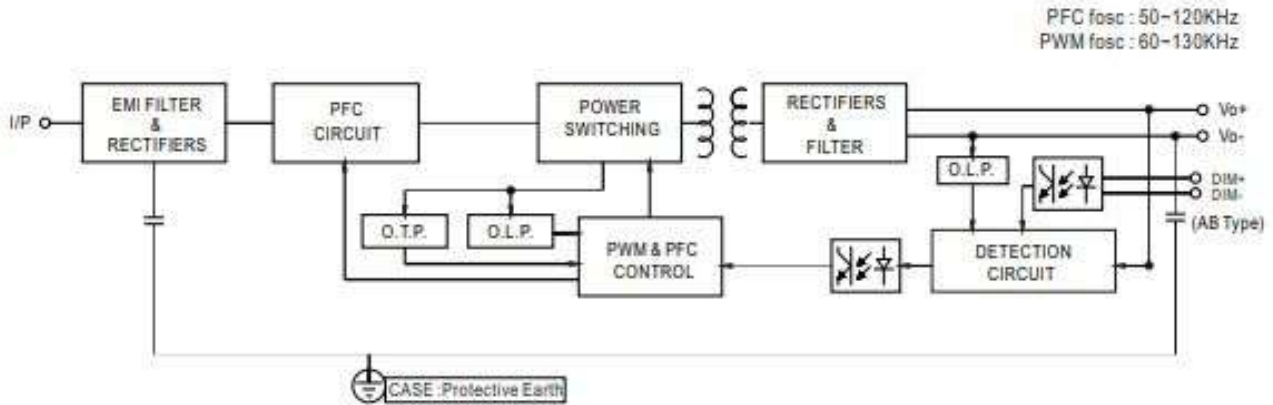 PFC fosc : 50~120KHz
PWM fosc : 60~130KHz
I/P
EMI FILTER
&
RECTIFIERS
PFC
CIRCUIT
POWER
SWITCHING
RECTIFIERS
&
FILTER
Vo+
Vo-
DIM+
DIM-
(AB Type)
O.L.P.
O.T.P.
O.L.P.
PWM & PFC
CONTROL
DETECTION
CIRCUIT
CASE :Protective Earth